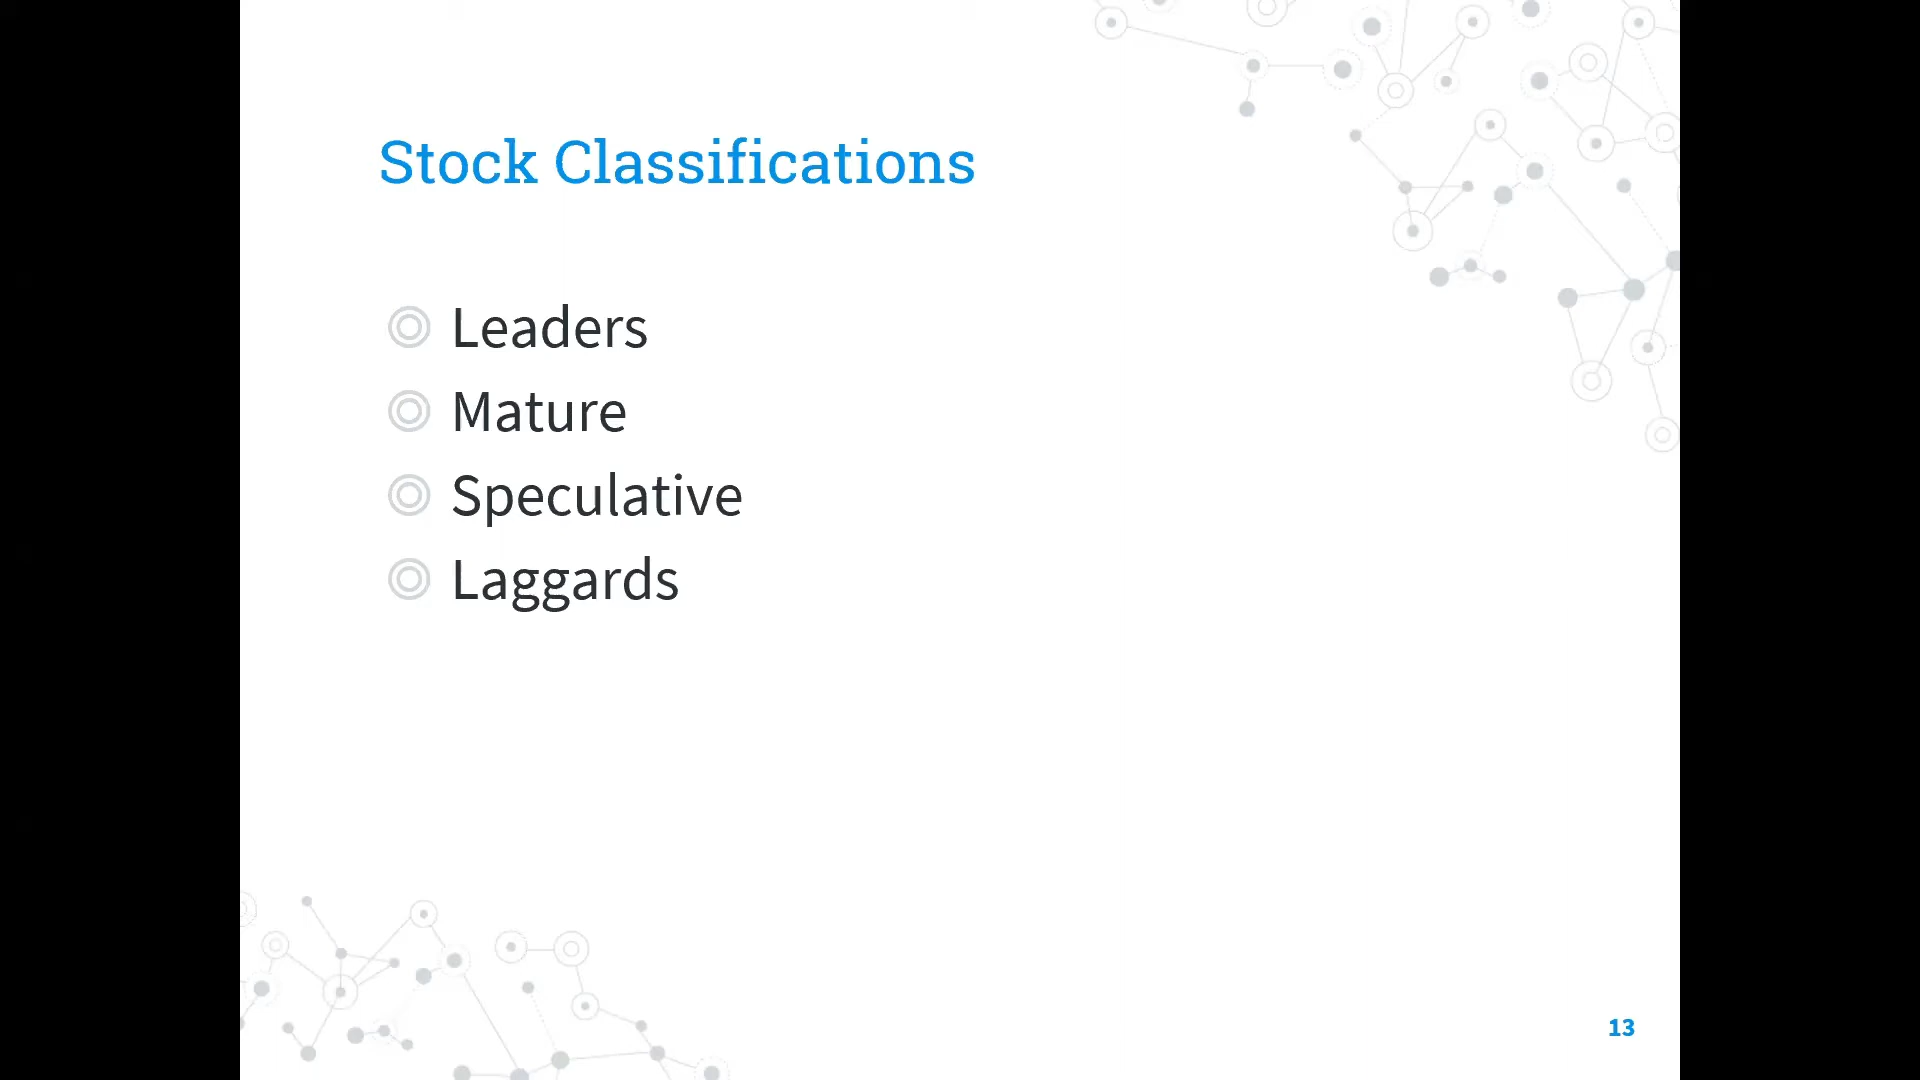 Stock Classifications
Leaders
Mature
Speculative
Laggards
13